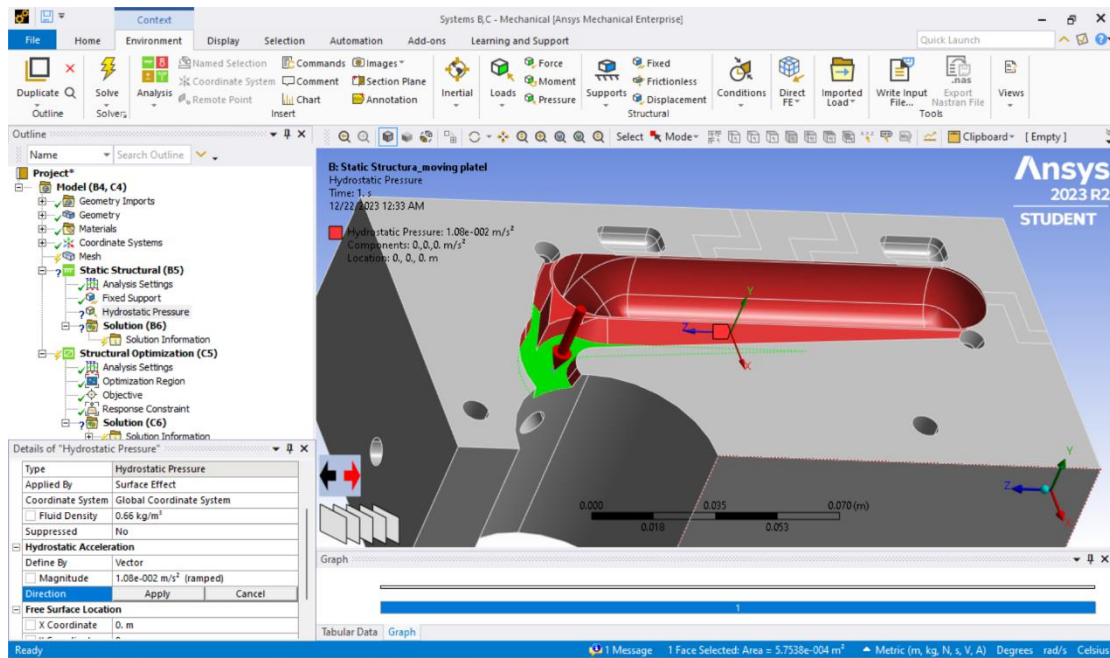 Context
Systems B,C - Mechanical [Ansys Mechanical Enterprise]
File Home Environment Display Selection Automation Add-ons Learning and Support Quick Launch
Duplicate
Outline
Solve
Solvers
Analysis
Named Selection
Coordinate System
Remote Point
Commands
Comment
Chart
Images
Section Plane
Annotation
Insert
Inertial
Loads
Force
Moment
Pressure
Supports
Fixed
Frictionless
Displacement
Conditions
Structural
Direct
FE
Imported
Load
Write Input
File...
.nas
Export
Nastran File
Tools
Views
Outline
Name Search Outline
Select Mode Clipboard [Empty]
Project*
Model (B4, C4)
Geometry Imports
Geometry
Materials
Coordinate Systems
Mesh
Static Structural (B5)
Analysis Settings
Fixed Support
Hydrostatic Pressure
Solution (B6)
Solution Information
Structural Optimization (C5)
Analysis Settings
Optimization Region
Objective
Response Constraint
Solution (C6)
Solution Information
Details of "Hydrostatic Pressure"
Type Hydrostatic Pressure
Applied By Surface Effect
Coordinate System Global Coordinate System
Fluid Density 0.66 kg/m³
Suppressed No
Hydrostatic Acceleration
Define By Vector
Magnitude 1.08e-002 m/s² (ramped)
Direction Apply Cancel
Free Surface Location
X Coordinate 0. m
B: Static Structura_moving platel
Hydrostatic Pressure
Time: 1. s
12/22/2023 12:33 AM
Hydrostatic Pressure: 1.08e-002 m/s²
Components: 0.,0.,0. m/s²
Location: 0., 0., 0. m
Ansys
2023 R2
STUDENT
Y
Z
X
Y
Z
X
0.000 0.035 0.070 (m)
0.018 0.053
Graph
1
Tabular Data Graph
Ready 1 Message 1 Face Selected: Area = 5.7538e-004 m² Metric (m, kg, N, s, V, A) Degrees rad/s Celsius